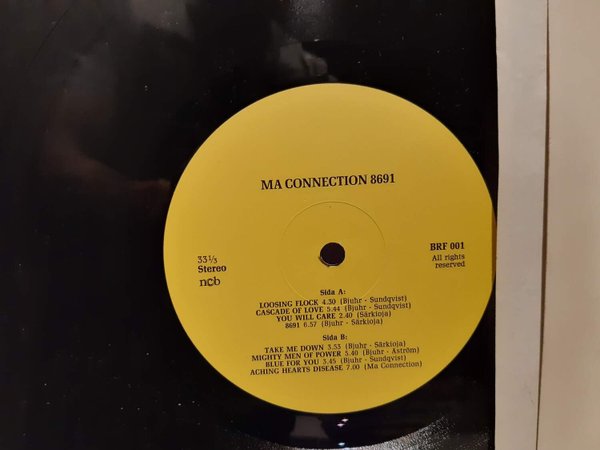 MA CONNECTION 8691
33 1/3
Stereo
ncb
BRF 001
All rights
reserved
Sida A:
LOOSING FLOCK 4.30 (Bjuhr - Sundqvist)
CASCADE OF LOVE 5.44 (Bjuhr - Sundqvist)
YOU WILL CARE 2.40 (Särkioja)
8691 6.57 (Bjuhr - Särkioja)
Sida B:
TAKE ME DOWN 3.53 (Bjuhr - Särkioja)
MIGHTY MEN OF POWER 5.40 (Bjuhr - Åström)
BLUE FOR YOU 3.45 (Bjuhr - Sundqvist)
ACHING HEARTS DISEASE 7.00 (Ma Connection)